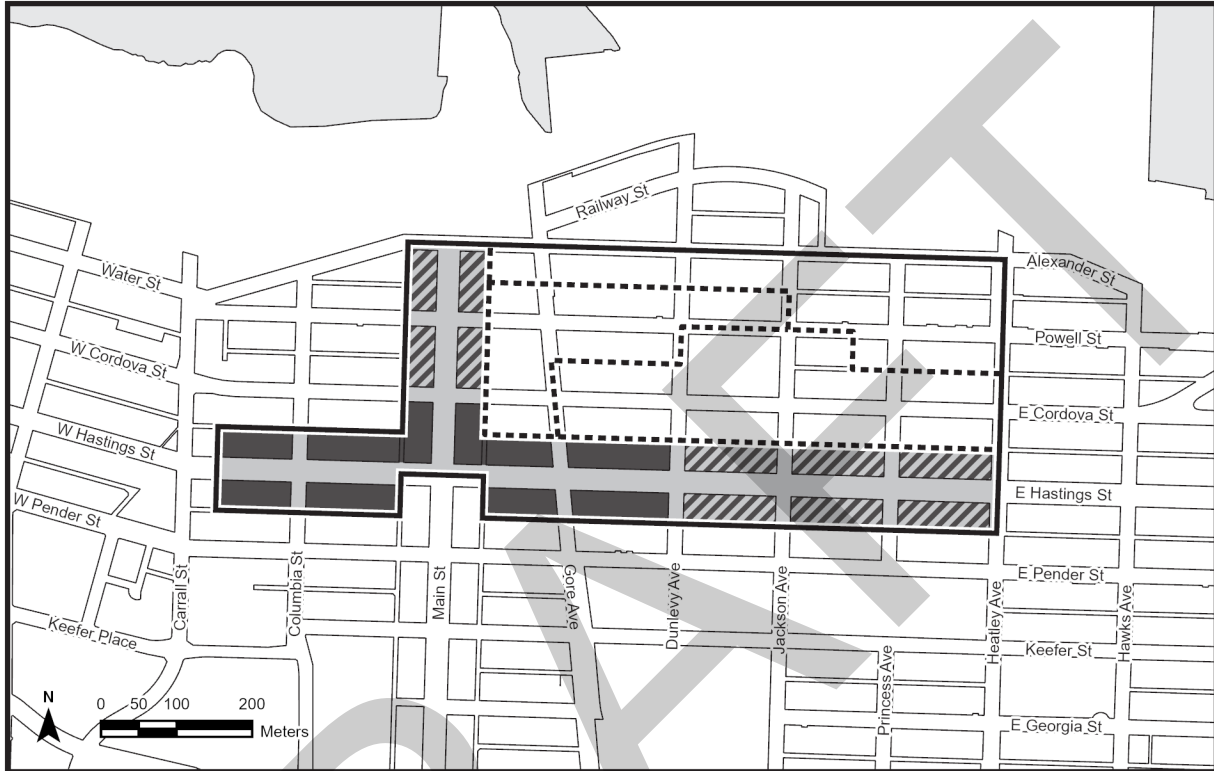 Railway St
Alexander St
Water St
Powell St
W Cordova St
E Cordova St
W Hastings St
E Hastings St
W Pender St
E Pender St
Carrall St
Columbia St
Main St
Gore Ave
Dunlevy Ave
Jackson Ave
Princess Ave
Heatley Ave
Hawks Ave
Keefer Place
Keefer St
E Georgia St
N
0 50 100 200
Meters
DRAFT